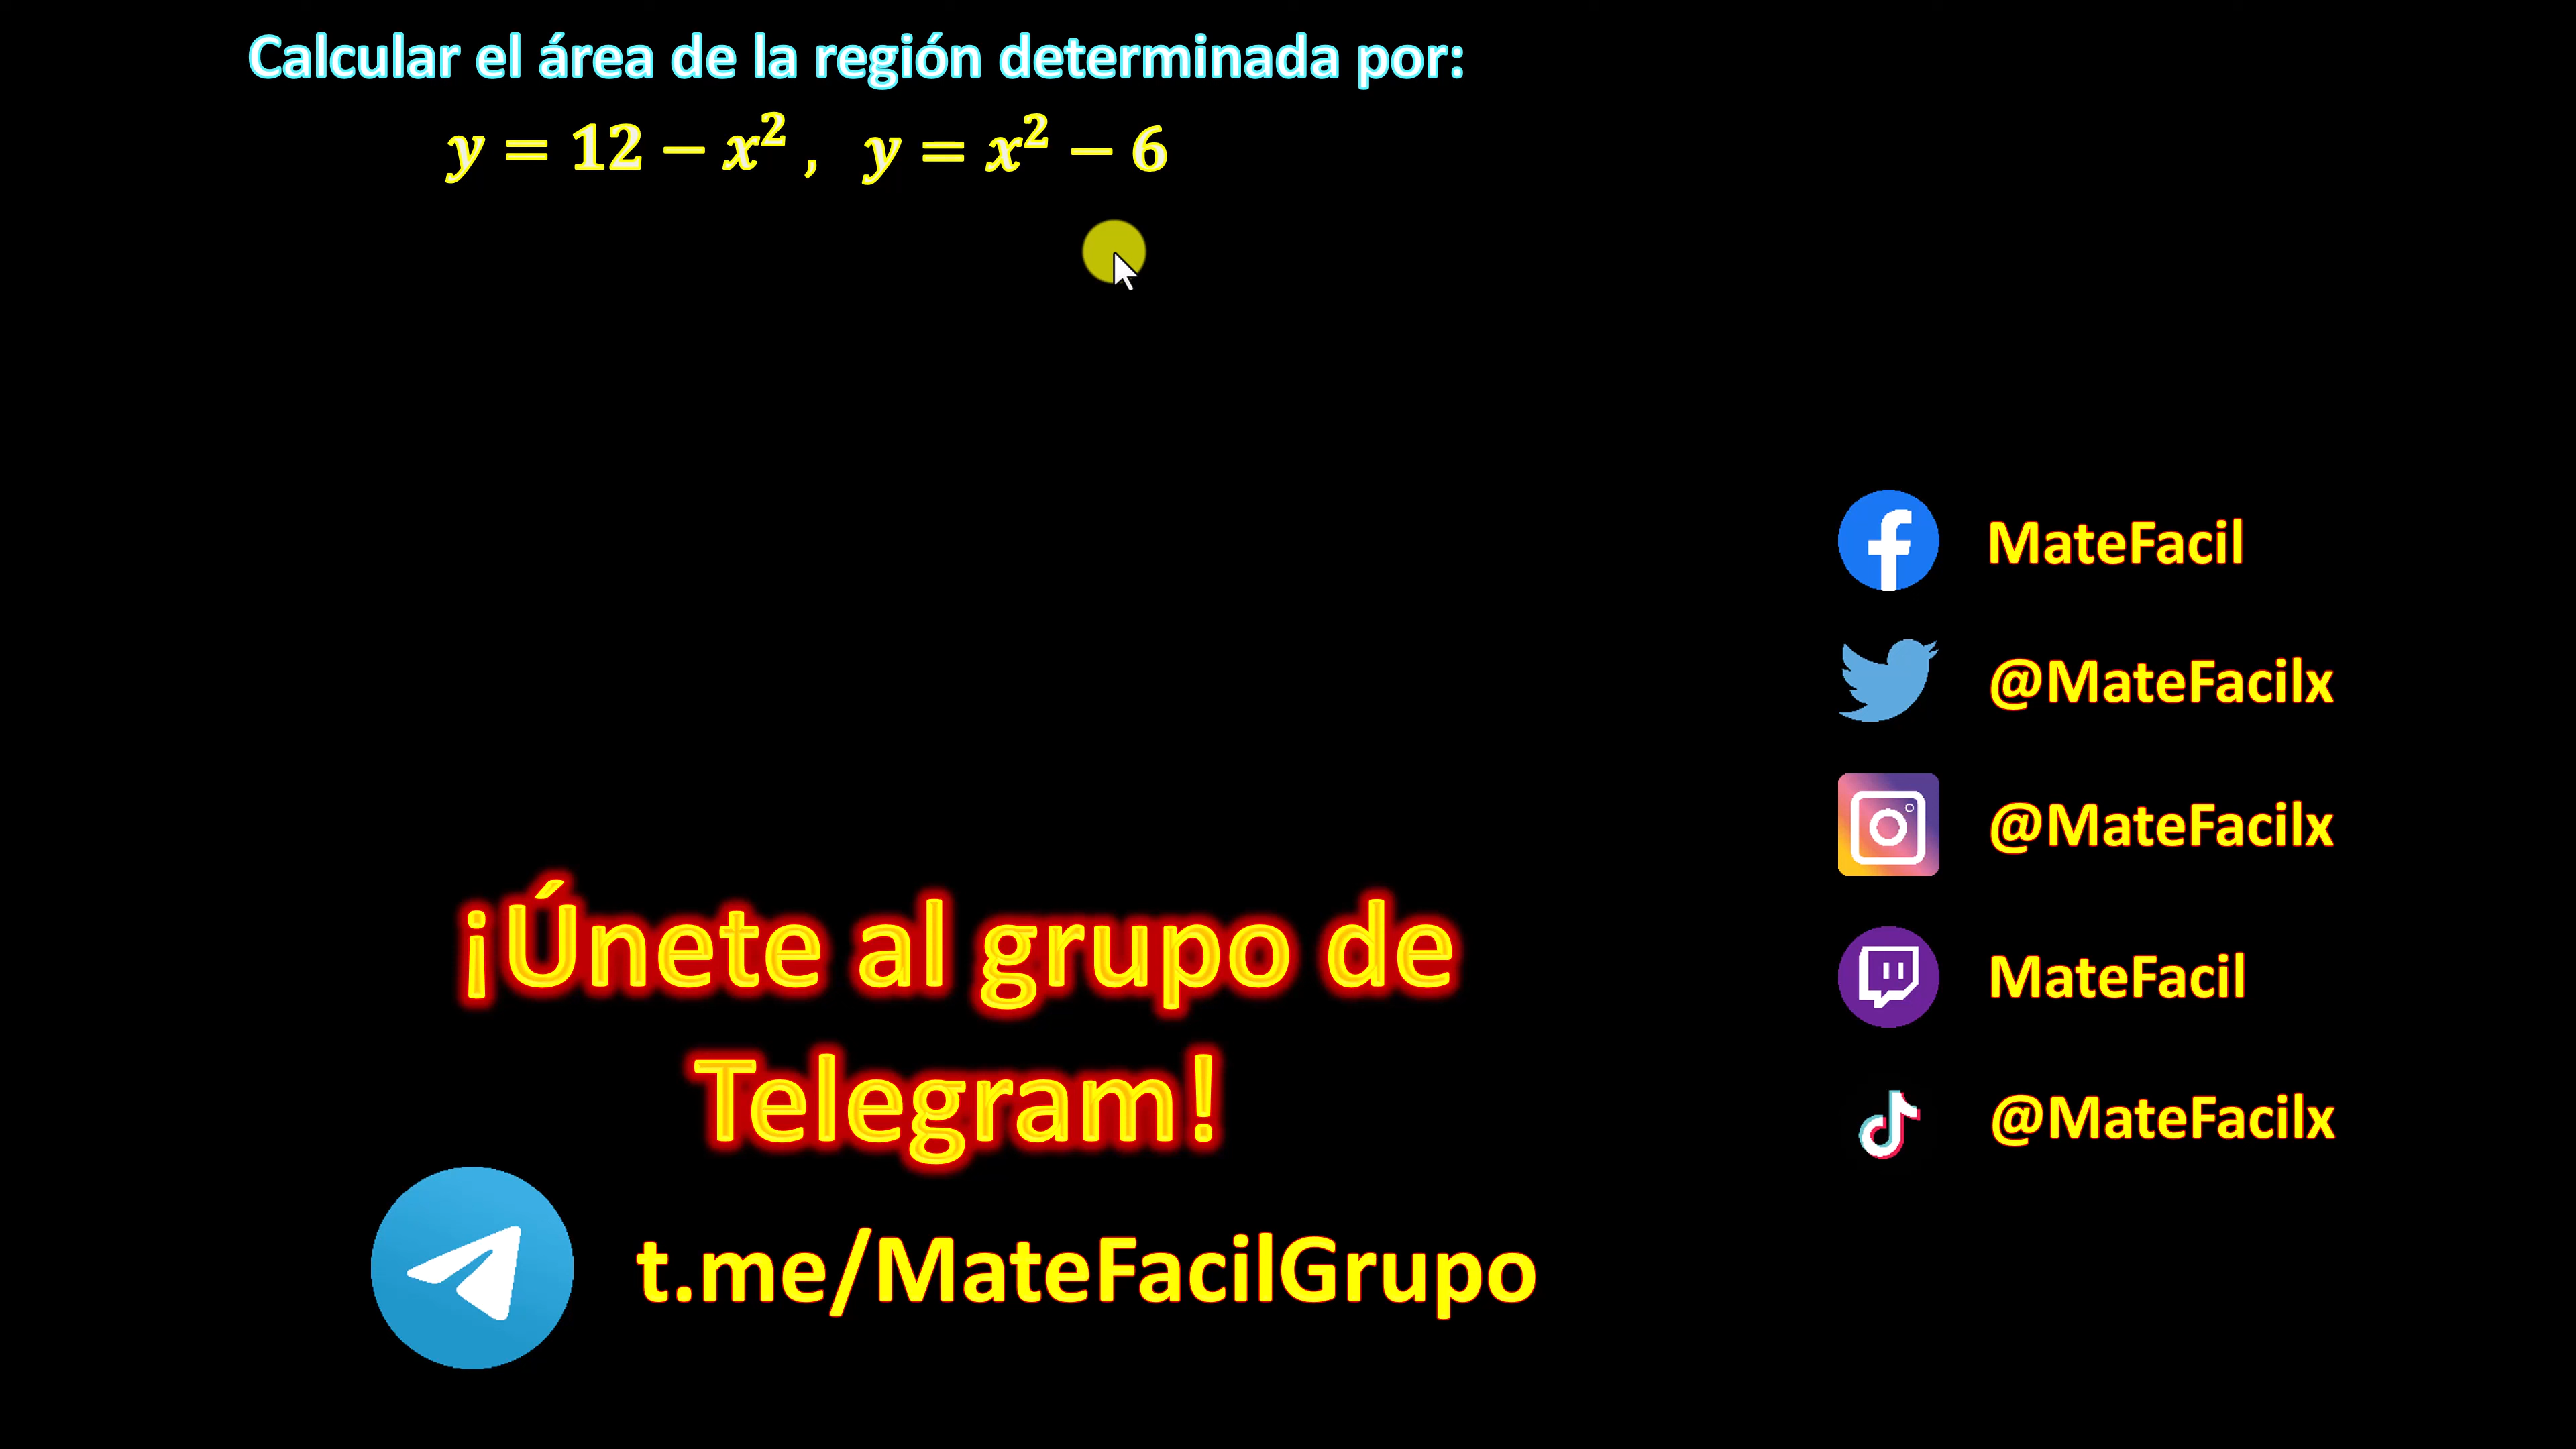 Calcular el área de la región determinada por:
y = 12 − x² , y = x² − 6
MateFacil
@MateFacilx
@MateFacilx
MateFacil
@MateFacilx
¡Únete al grupo de
Telegram!
t.me/MateFacilGrupo